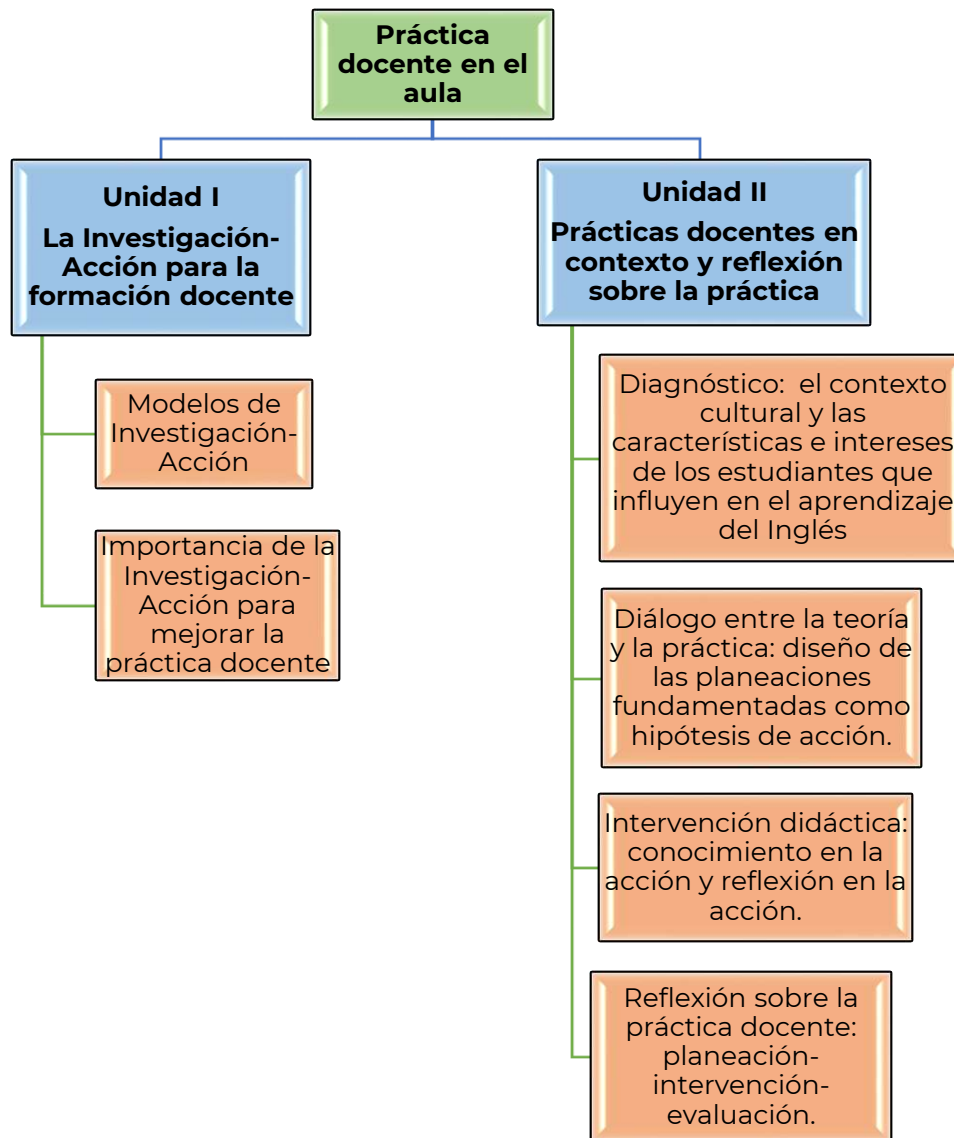 Práctica
docente en el
aula
Unidad I
La Investigación-
Acción para la
formación docente
Modelos de
Investigación-
Acción
Importancia de la
Investigación-
Acción para
mejorar la
práctica docente
Unidad II
Prácticas docentes en
contexto y reflexión
sobre la práctica
Diagnóstico:  el contexto
cultural y las
características e intereses
de los estudiantes que
influyen en el aprendizaje
del Inglés
Diálogo entre la teoría
y la práctica: diseño de
las planeaciones
fundamentadas como
hipótesis de acción.
Intervención didáctica:
conocimiento en la
acción y reflexión en la
acción.
Reflexión sobre la
práctica docente:
planeación-
intervención-
evaluación.